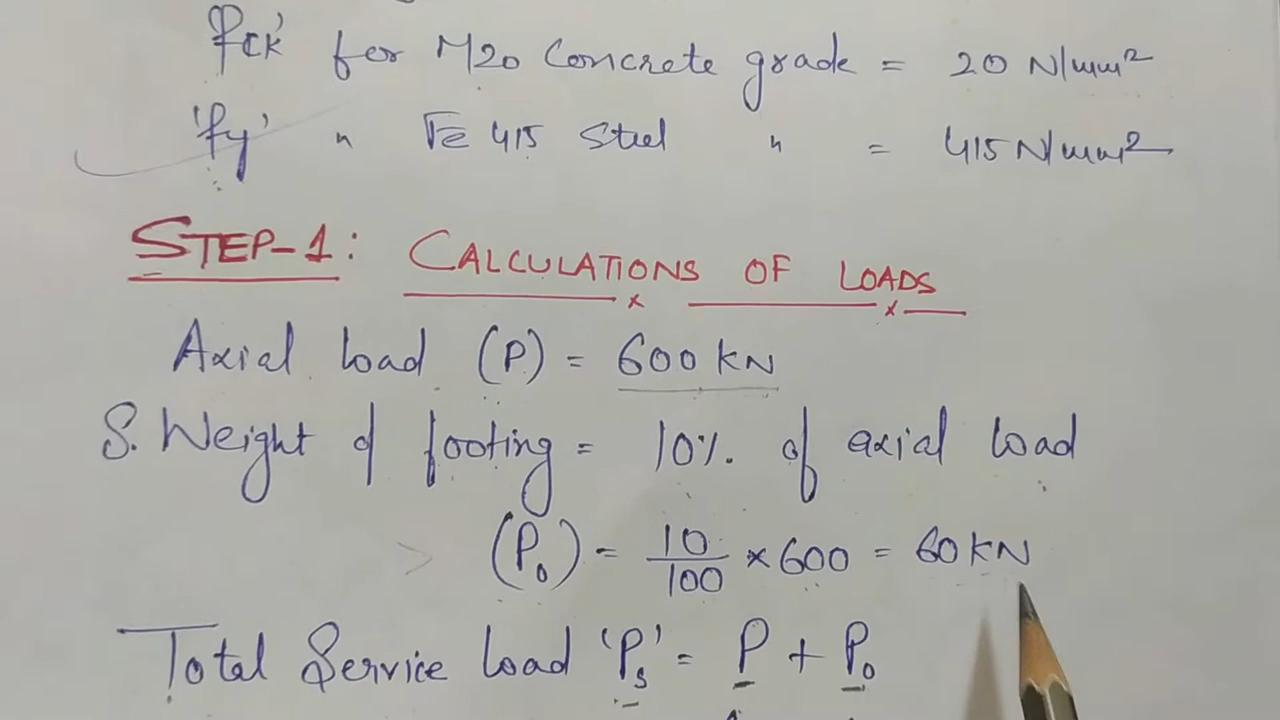 'fck' for M20 Concrete grade = 20 N/mm²
'fy' " Fe 415 Steel " = 415 N/mm²
STEP-1: CALCULATIONS OF LOADS
Axial load (P) = 600 kN
S. Weight of footing = 10% of axial load
(P₀) = 10/100 × 600 = 60 kN
Total Service load 'Ps' = P + P₀